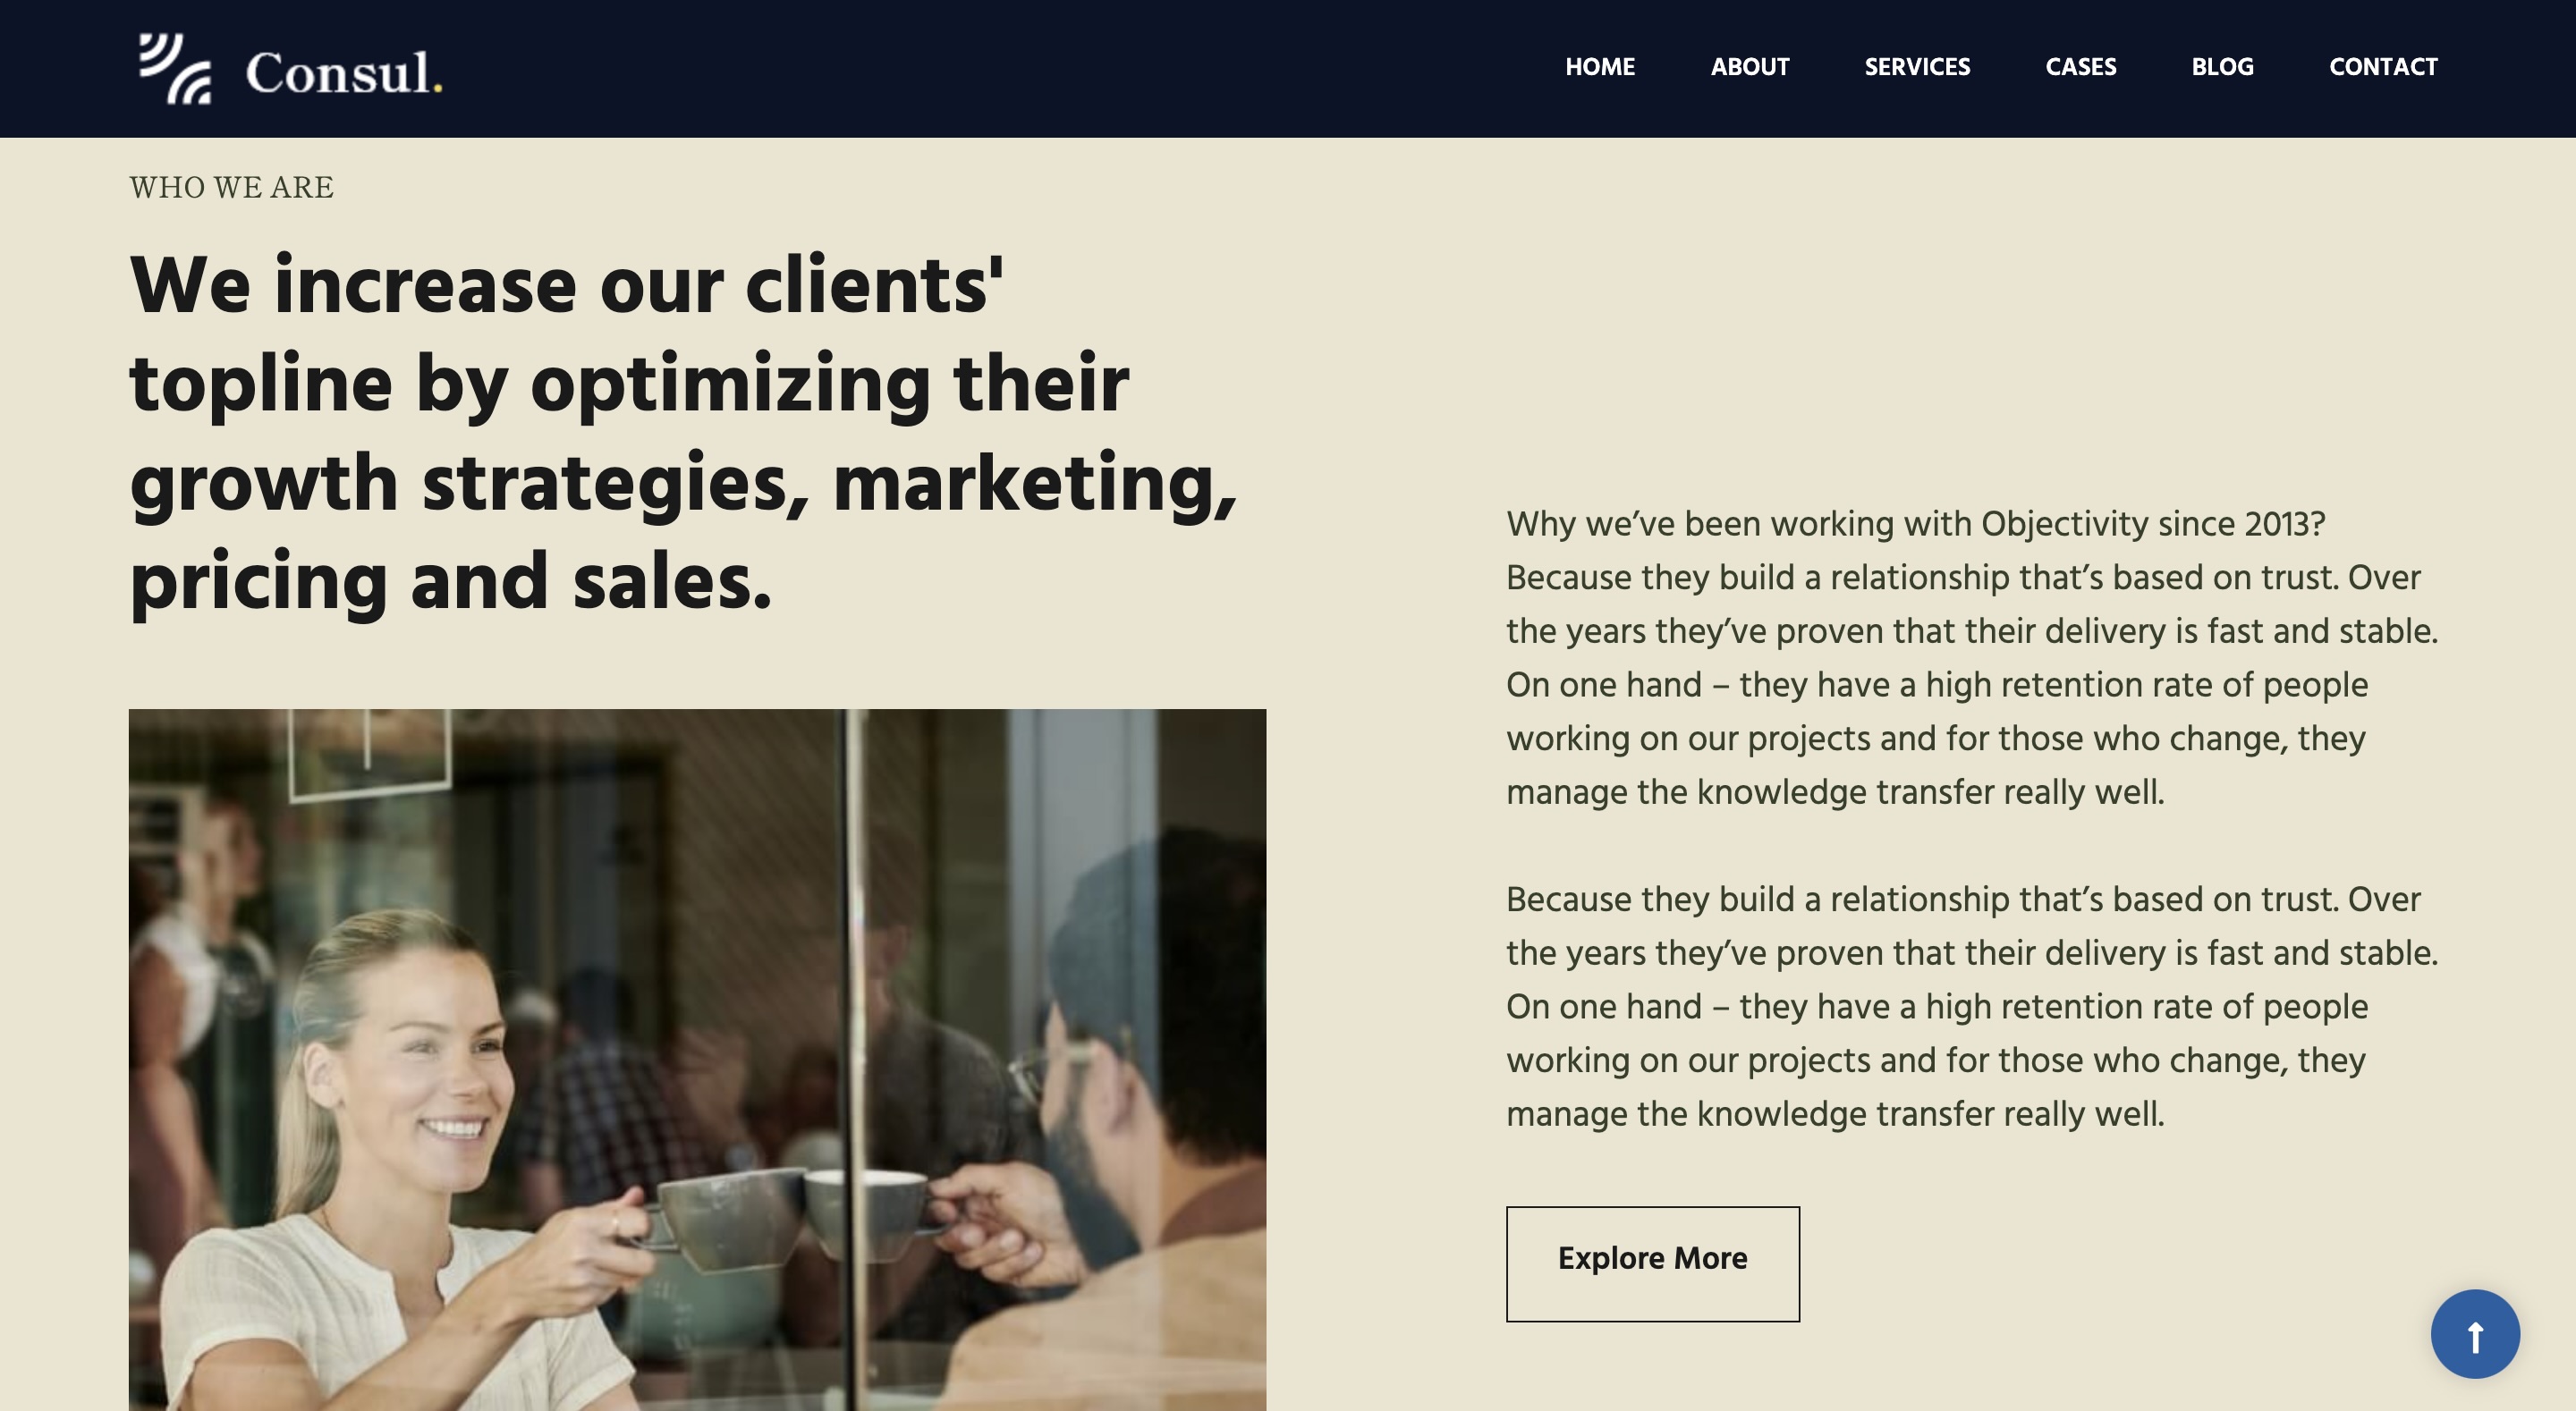 Consul.
HOME ABOUT SERVICES CASES BLOG CONTACT
WHO WE ARE
We increase our clients'
topline by optimizing their
growth strategies, marketing,
pricing and sales.
Why we’ve been working with Objectivity since 2013?
Because they build a relationship that’s based on trust. Over
the years they’ve proven that their delivery is fast and stable.
On one hand – they have a high retention rate of people
working on our projects and for those who change, they
manage the knowledge transfer really well.
Because they build a relationship that’s based on trust. Over
the years they’ve proven that their delivery is fast and stable.
On one hand – they have a high retention rate of people
working on our projects and for those who change, they
manage the knowledge transfer really well.
Explore More